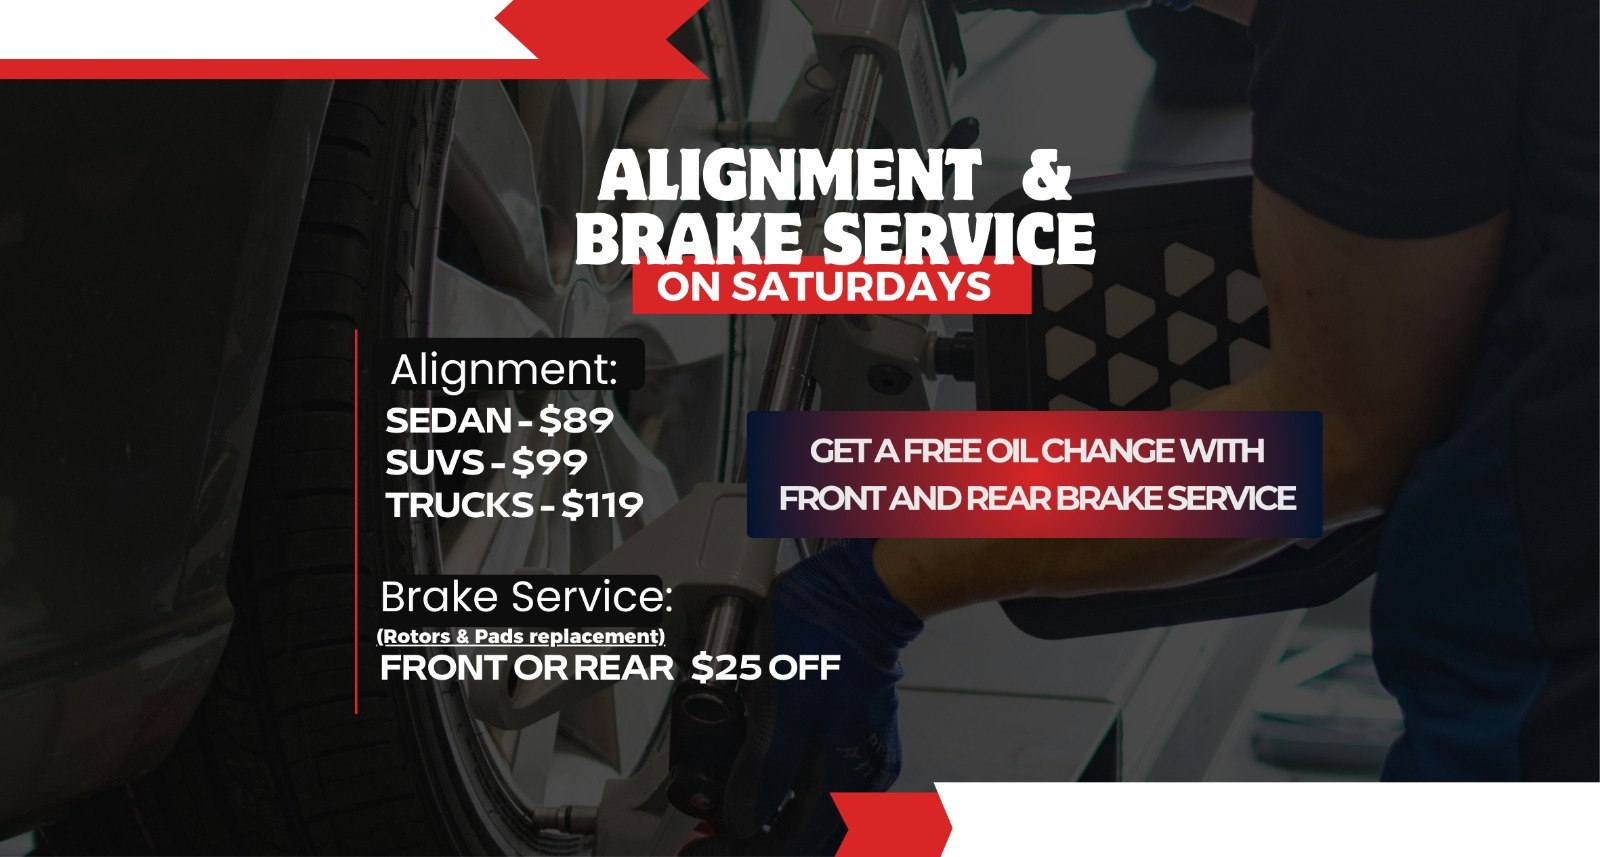 ALIGNMENT &
BRAKE SERVICE
ON SATURDAYS
Alignment:
SEDAN - $89
SUVS - $99
TRUCKS - $119
GET A FREE OIL CHANGE WITH
FRONT AND REAR BRAKE SERVICE
Brake Service:
(Rotors & Pads replacement)
FRONT OR REAR $25 OFF